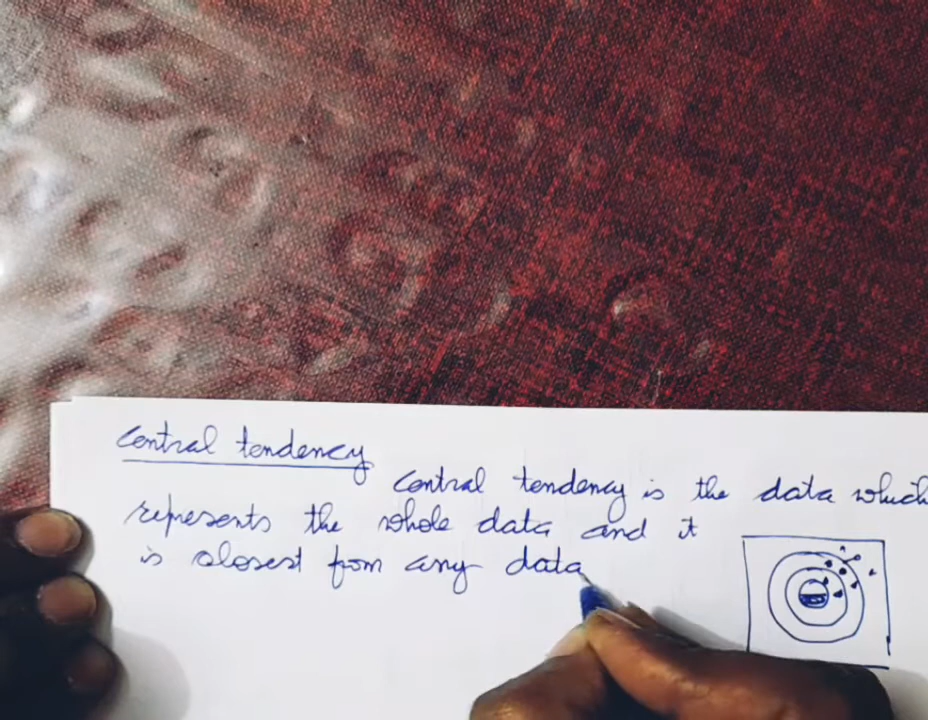 Central tendency
Central tendency is the data which
represents the whole data and it
is closest from any data